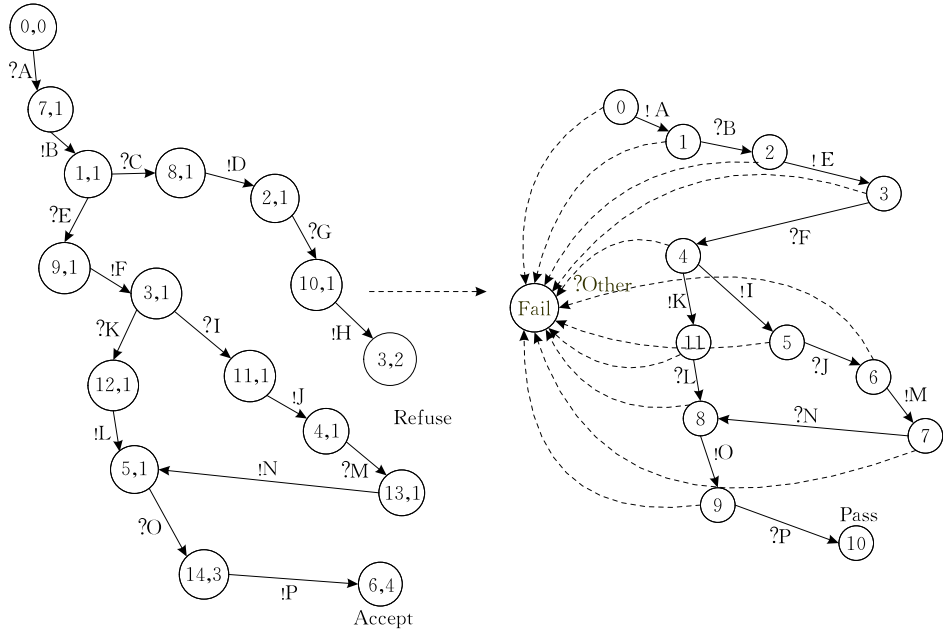 0,0
?A
7,1
!B
1,1
?C
8,1
!D
2,1
?E
?G
9,1
!F
3,1
10,1
?K
?I
!H
3,2
12,1
11,1
Refuse
!J
!L
4,1
5,1
!N
?M
13,1
?O
14,3
!P
6,4
Accept
0
! A
1
?B
2
! E
3
?F
4
?Other
Fail
!K
!I
11
5
?J
?L
6
!M
8
?N
7
!O
9
?P
Pass
10